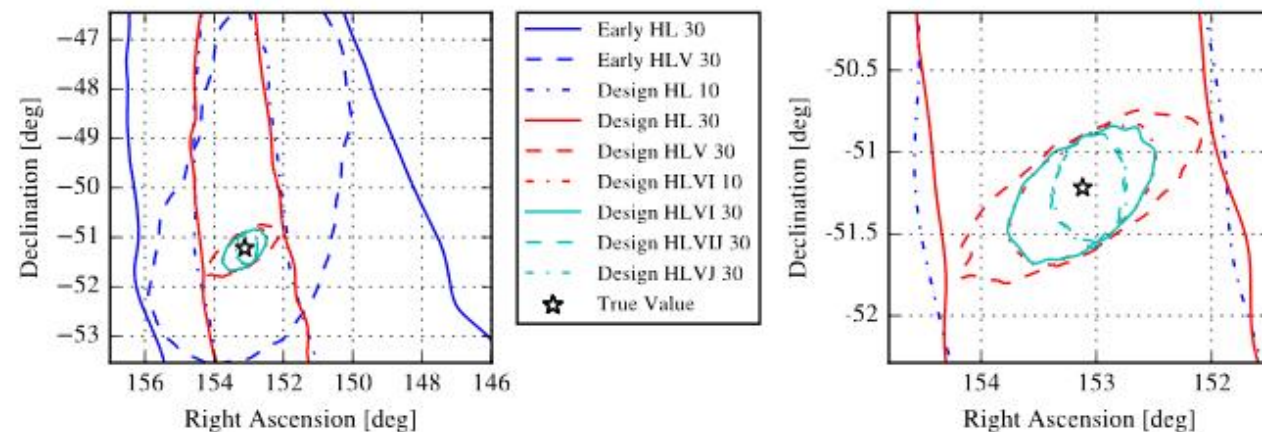 −47
−48
−49
−50
−51
−52
−53
156 154 152 150 148 146
Right Ascension [deg]
Declination [deg]
Early HL 30
Early HLV 30
Design HL 10
Design HL 30
Design HLV 30
Design HLVI 10
Design HLVI 30
Design HLVIJ 30
Design HLVJ 30
True Value
-50.5
-51
-51.5
-52
154 153 152
Right Ascension [deg]
Declination [deg]